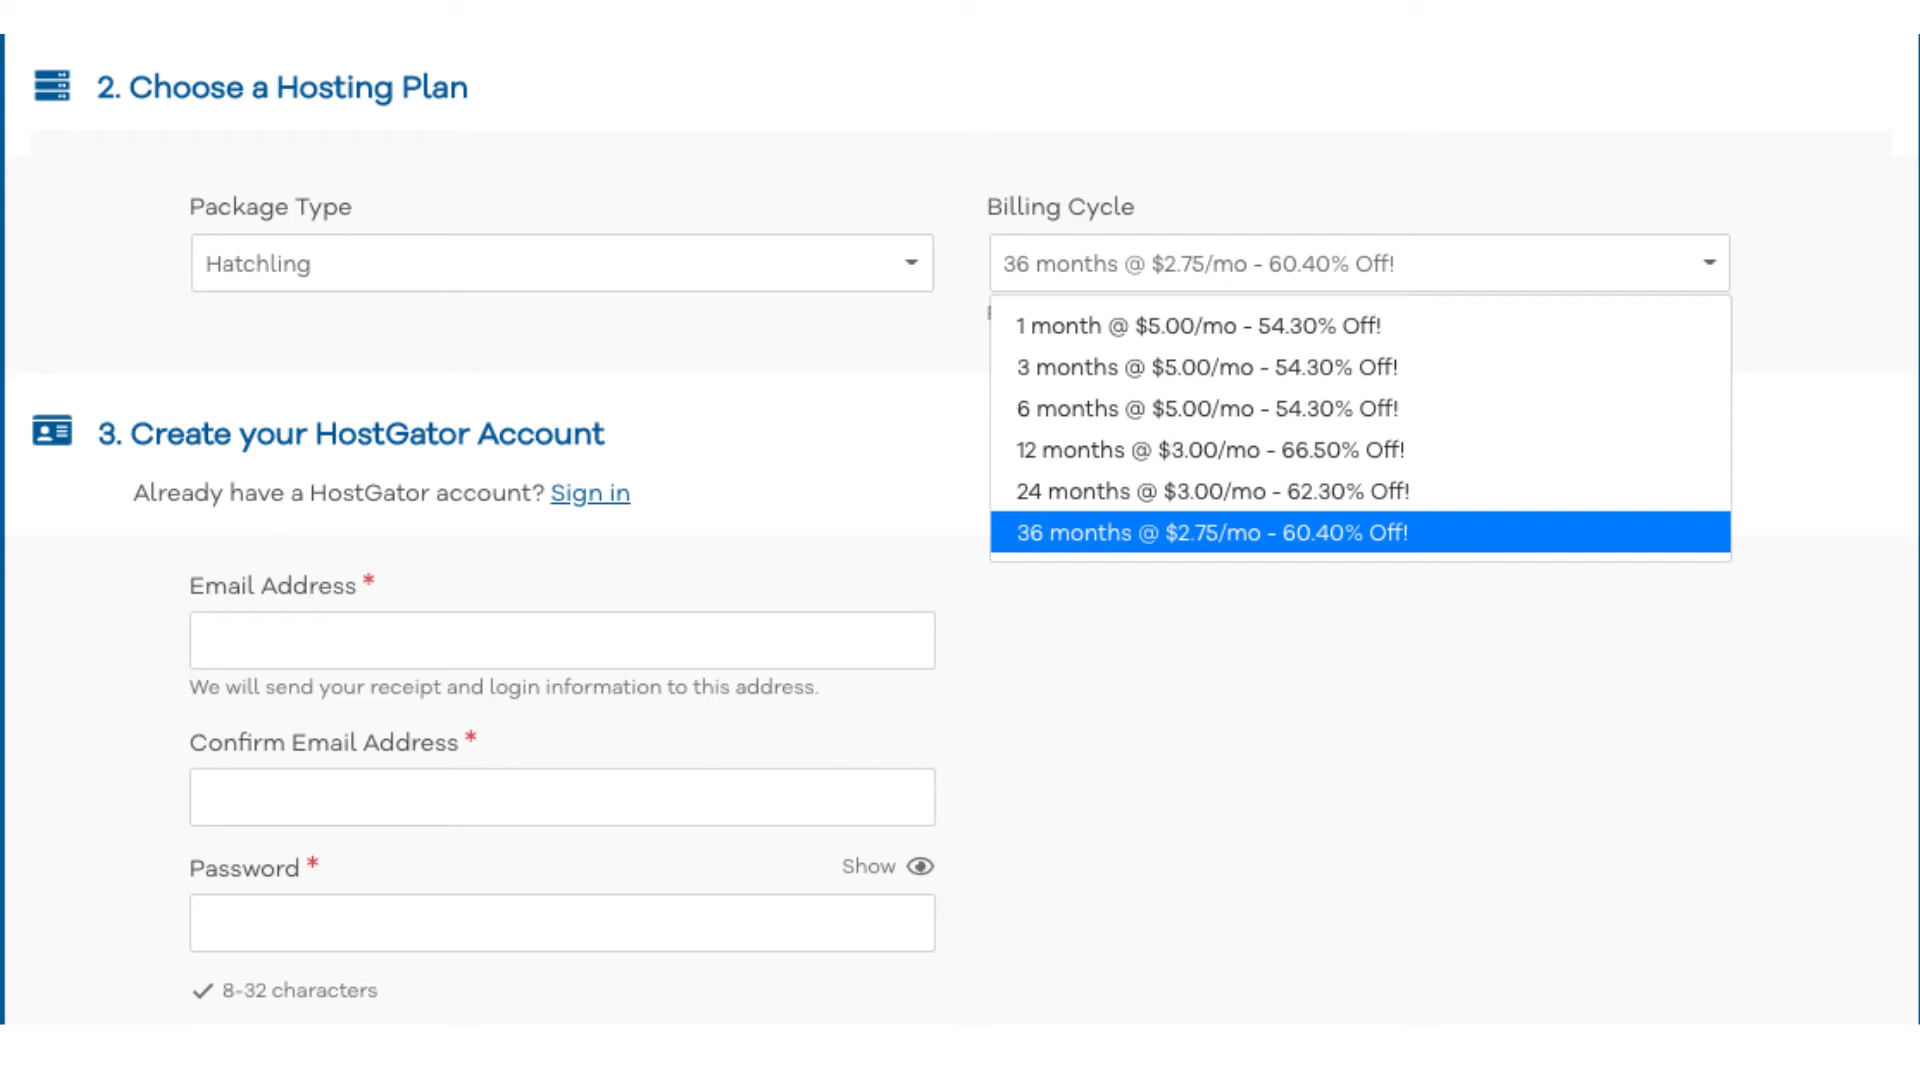 2. Choose a Hosting Plan
Package Type
Hatchling
Billing Cycle
36 months @ $2.75/mo - 60.40% Off!
1 month @ $5.00/mo - 54.30% Off!
3 months @ $5.00/mo - 54.30% Off!
6 months @ $5.00/mo - 54.30% Off!
12 months @ $3.00/mo - 66.50% Off!
24 months @ $3.00/mo - 62.30% Off!
36 months @ $2.75/mo - 60.40% Off!
3. Create your HostGator Account
Already have a HostGator account? Sign in
Email Address *
We will send your receipt and login information to this address.
Confirm Email Address *
Password *
Show
8-32 characters